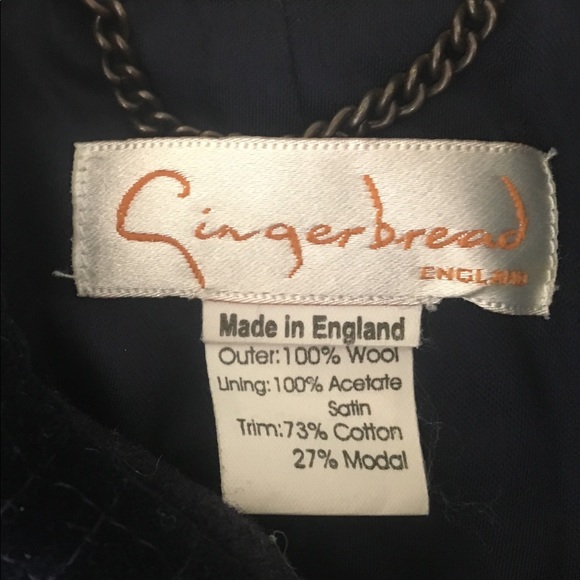 Gingerbread
ENGLAND
Made in England
Outer:100% Wool
Lining:100% Acetate
Satin
Trim:73% Cotton
27% Modal